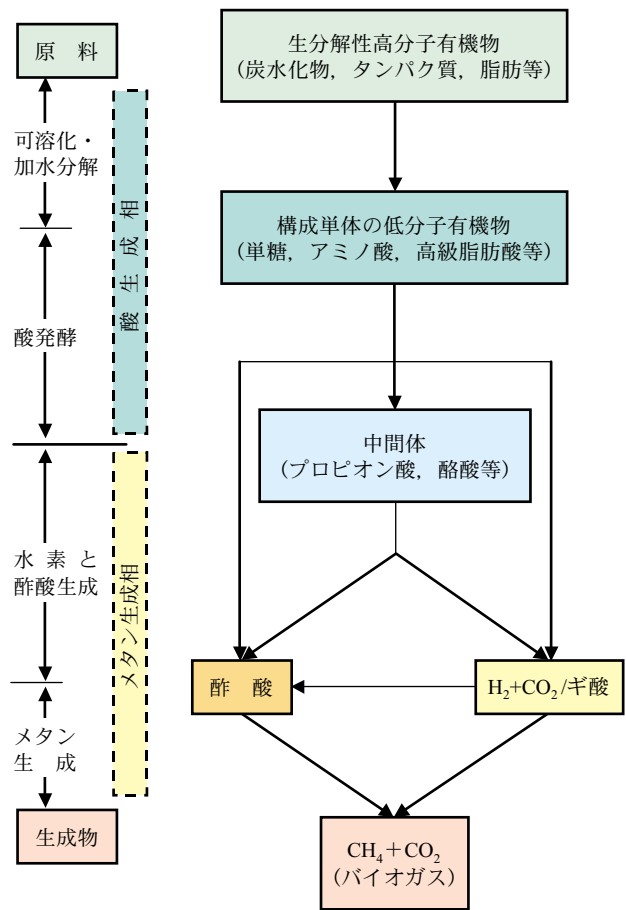 原　料
可溶化・
加水分解
酸発酵
水 素 と
酢酸生成
メタン
生　成
生成物
酸 生 成 相
メタン生成相
生分解性高分子有機物
(炭水化物，タンパク質，脂肪等)
構成単体の低分子有機物
(単糖，アミノ酸，高級脂肪酸等)
中間体
(プロピオン酸，酪酸等)
酢　酸
H₂+CO₂/ギ酸
CH₄＋CO₂
(バイオガス)